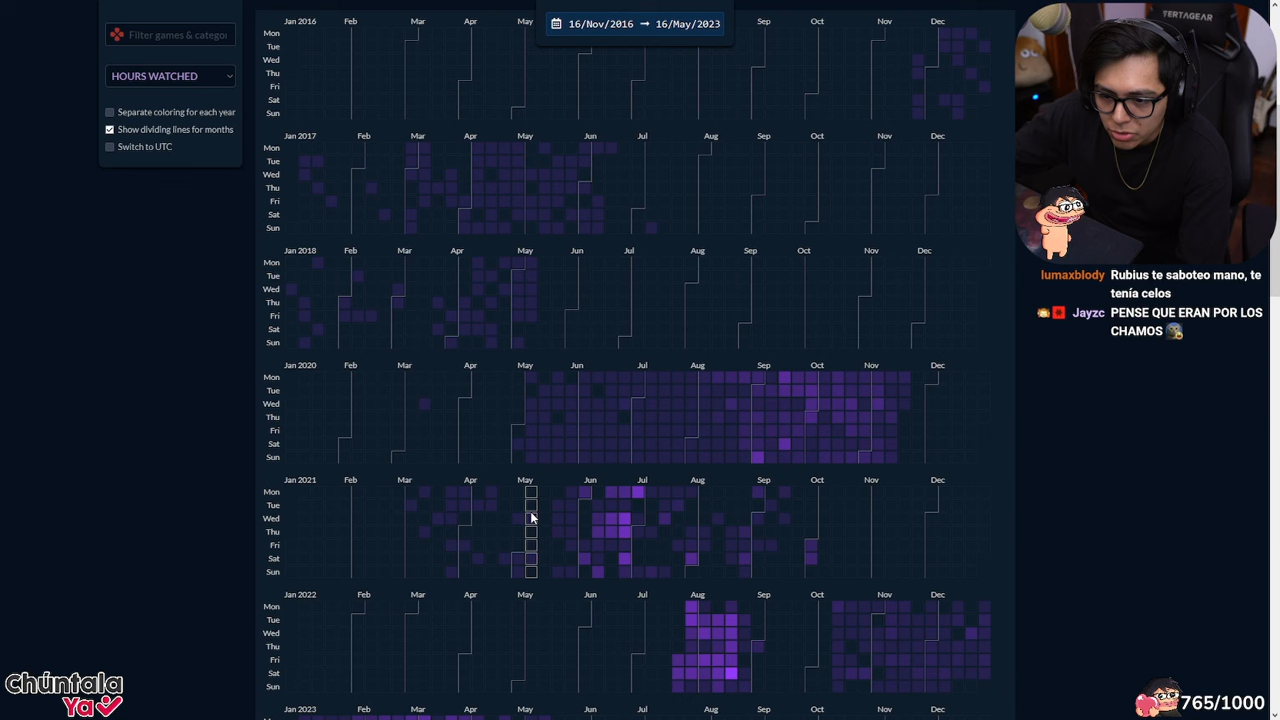 16/Nov/2016 → 16/May/2023
Filter games & categori
HOURS WATCHED
Separate coloring for each year
Show dividing lines for months
Switch to UTC
Jan 2016 Feb Mar Apr May Jun Jul Aug Sep Oct Nov Dec
Mon
Tue
Wed
Thu
Fri
Sat
Sun
Jan 2017 Feb Mar Apr May Jun Jul Aug Sep Oct Nov Dec
Mon
Tue
Wed
Thu
Fri
Sat
Sun
Jan 2018 Feb Mar Apr May Jun Jul Aug Sep Oct Nov Dec
Mon
Tue
Wed
Thu
Fri
Sat
Sun
Jan 2020 Feb Mar Apr May Jun Jul Aug Sep Oct Nov Dec
Mon
Tue
Wed
Thu
Fri
Sat
Sun
Jan 2021 Feb Mar Apr May Jun Jul Aug Sep Oct Nov Dec
Mon
Tue
Wed
Thu
Fri
Sat
Sun
Jan 2022 Feb Mar Apr May Jun Jul Aug Sep Oct Nov Dec
Mon
Tue
Wed
Thu
Fri
Sat
Sun
Jan 2023 Feb Mar Apr May Jun Jul Aug Sep Oct Nov Dec
VERTAGEAR
lumaxblody Rubius te saboteo mano, te
tenía celos
Jayzc PENSE QUE ERAN POR LOS
CHAMOS
Chúntala
Ya
765/1000